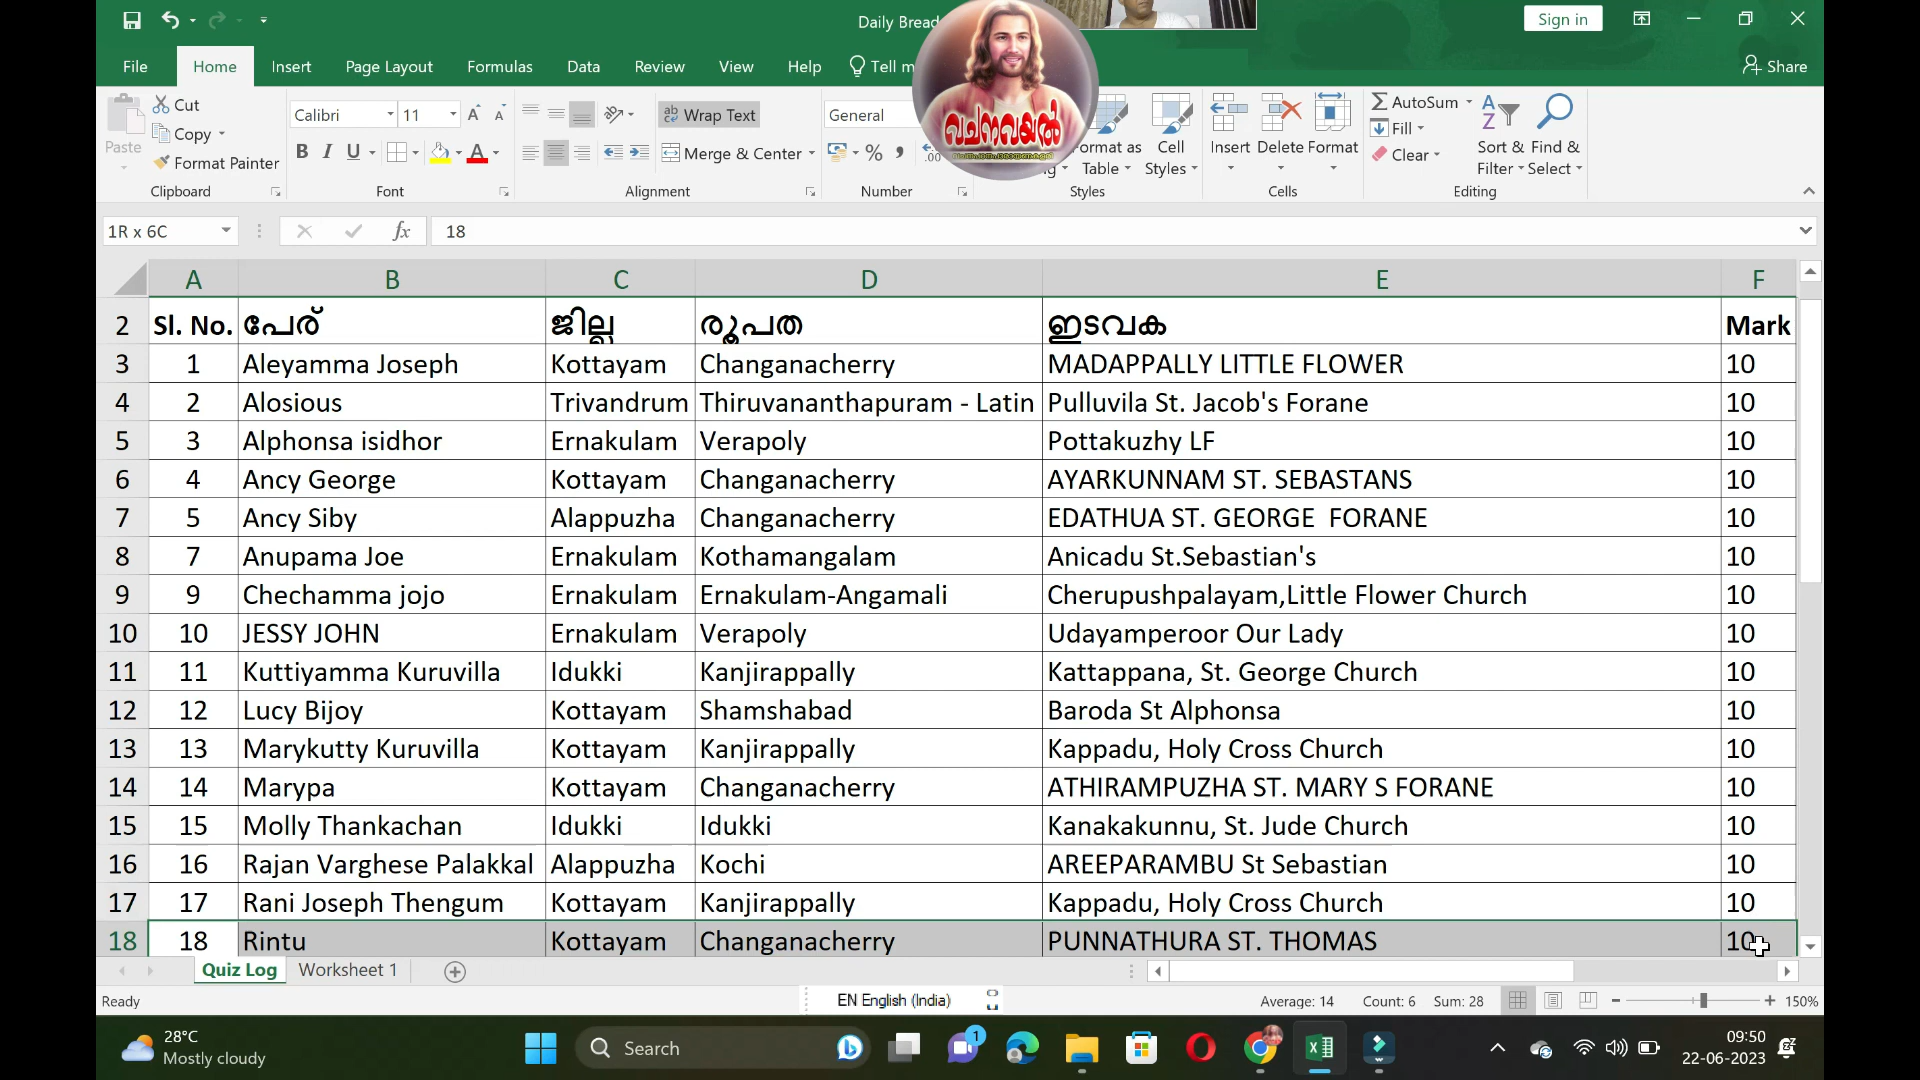 Daily Bread
Sign in
File Home Insert Page Layout Formulas Data Review View Help Tell m Share
Paste Cut Copy Format Painter Clipboard
Calibri 11 A A B I U A Font
Wrap Text Merge & Center Alignment
General % , .00 Number
ormat as Table Cell Styles Styles
Insert Delete Format Cells
AutoSum Fill Clear Sort & Filter Find & Select Editing
വചനവയൽ
1R x 6C fx 18
A B C D E F
2 Sl. No. പേര് ജില്ല രൂപത ഇടവക Mark
3 1 Aleyamma Joseph Kottayam Changanacherry MADAPPALLY LITTLE FLOWER 10
4 2 Alosious Trivandrum Thiruvananthapuram - Latin Pulluvila St. Jacob's Forane 10
5 3 Alphonsa isidhor Ernakulam Verapoly Pottakuzhy LF 10
6 4 Ancy George Kottayam Changanacherry AYARKUNNAM ST. SEBASTANS 10
7 5 Ancy Siby Alappuzha Changanacherry EDATHUA ST. GEORGE  FORANE 10
8 7 Anupama Joe Ernakulam Kothamangalam Anicadu St.Sebastian's 10
9 9 Chechamma jojo Ernakulam Ernakulam-Angamali Cherupushpalayam,Little Flower Church 10
10 10 JESSY JOHN Ernakulam Verapoly Udayamperoor Our Lady 10
11 11 Kuttiyamma Kuruvilla Idukki Kanjirappally Kattappana, St. George Church 10
12 12 Lucy Bijoy Kottayam Shamshabad Baroda St Alphonsa 10
13 13 Marykutty Kuruvilla Kottayam Kanjirappally Kappadu, Holy Cross Church 10
14 14 Marypa Kottayam Changanacherry ATHIRAMPUZHA ST. MARY S FORANE 10
15 15 Molly Thankachan Idukki Idukki Kanakakunnu, St. Jude Church 10
16 16 Rajan Varghese Palakkal Alappuzha Kochi AREEPARAMBU St Sebastian 10
17 17 Rani Joseph Thengum Kottayam Kanjirappally Kappadu, Holy Cross Church 10
18 18 Rintu Kottayam Changanacherry PUNNATHURA ST. THOMAS 10
Quiz Log Worksheet 1
Ready EN English (India) Average: 14 Count: 6 Sum: 28 150%
28°C
Mostly cloudy
Search
1
09:50
22-06-2023